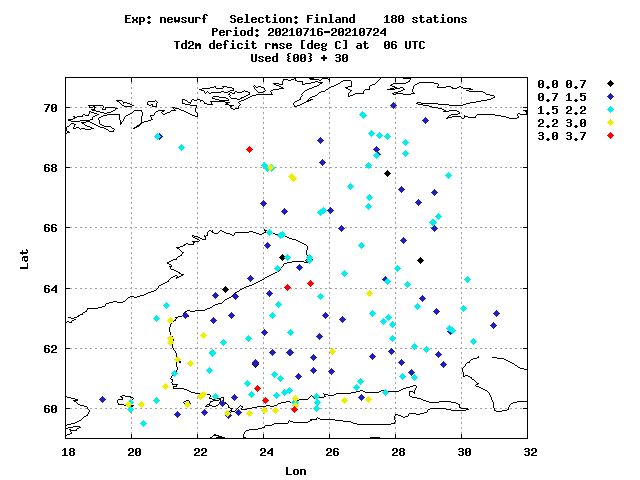 Exp: newsurf Selection: Finland 180 stations
Period: 20210716-20210724
Td2m deficit rmse [deg C] at 06 UTC
Used {00} + 30
0.0 0.7
0.7 1.5
1.5 2.2
2.2 3.0
3.0 3.7
70
68
66
64
62
60
Lat
18 20 22 24 26 28 30 32
Lon